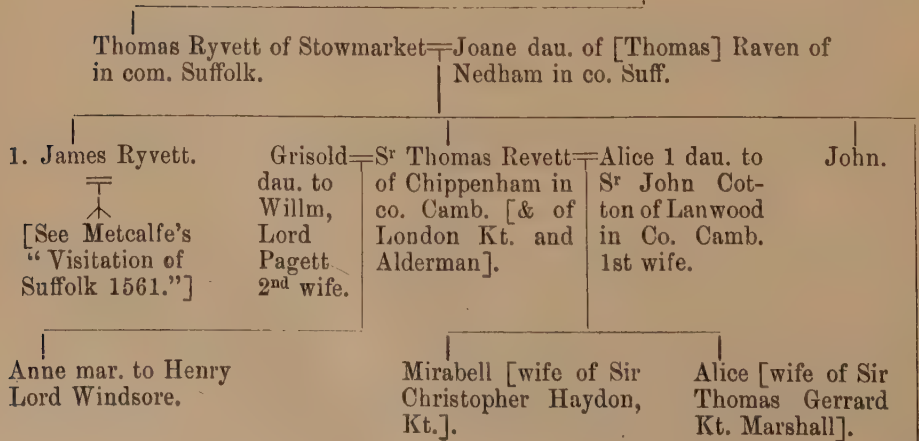 Thomas Ryvett of Stowmarket
in com. Suffolk.
Joane dau. of [Thomas] Raven of
Nedham in co. Suff.
1. James Ryvett.
[See Metcalfe's
“Visitation of
Suffolk 1561.”]
Grisold
dau. to
Willm,
Lord
Pagett
2nd wife.
Sr Thomas Revett
of Chippenham in
co. Camb. [& of
London Kt. and
Alderman].
Alice 1 dau. to
Sr John Cot-
ton of Lanwood
in Co. Camb.
1st wife.
John.
Anne mar. to Henry
Lord Windsore.
Mirabell [wife of Sir
Christopher Haydon,
Kt.].
Alice [wife of Sir
Thomas Gerrard
Kt. Marshall].